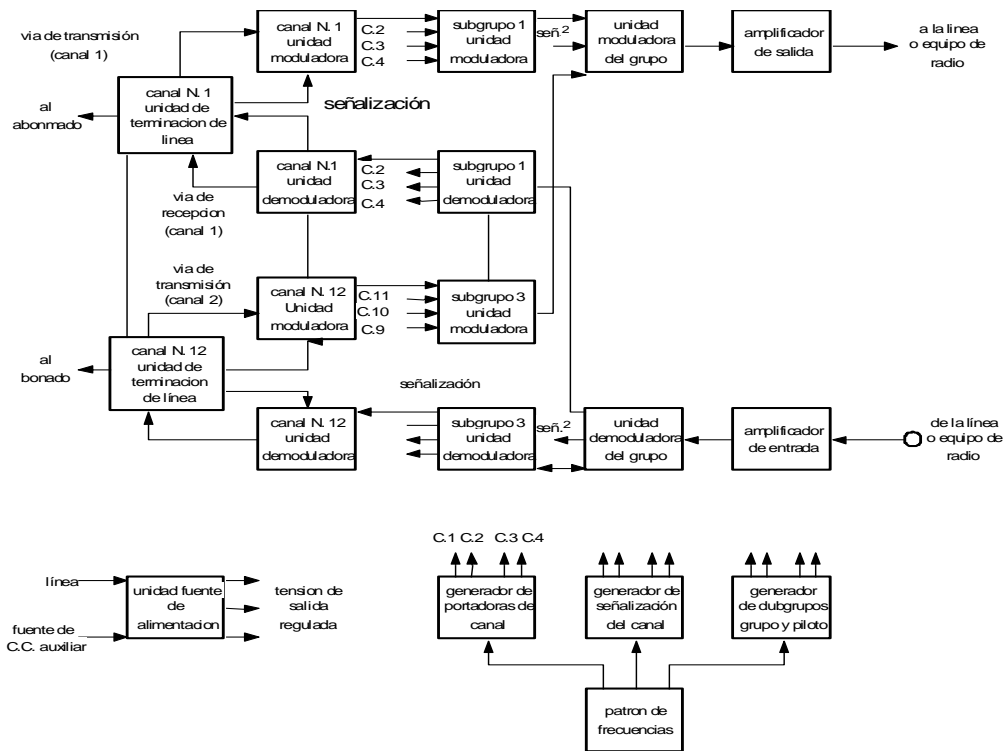 via de transmisión
(canal 1)
canal N. 1
unidad
moduladora
C.2
C.3
C.4
subgrupo 1
unidad
moduladora
señ.²
unidad
moduladora
del grupo
amplificador
de salida
a la linea
o equipo de
radio
al
abonmado
canal N. 1
unidad de
terminacion de
linea
señalización
canal N.1
unidad
demoduladora
C.2
C.3
C.4
subgrupo 1
unidad
demoduladora
via de
recepcion
(canal 1)
via de
transmisión
(canal 2)
canal N. 12
Unidad
moduladora
C.11
C.10
C.9
subgrupo 3
unidad
moduladora
al
bonado
canal N. 12
unidad de
terminacion
de línea
señalización
canal N. 12
unidad
demoduladora
subgrupo 3
unidad
demoduladora
señ.²
unidad
demoduladora
del grupo
amplificador
de entrada
de la línea
o equipo de
radio
línea
fuente de
C.C. auxiliar
unidad fuente
de
alimentacion
tension de
salida
regulada
C.1 C.2 C.3 C.4
generador de
portadoras de
canal
generador de
señalización
del canal
generador
de dubgrupos
grupo y piloto
patron de
frecuencias